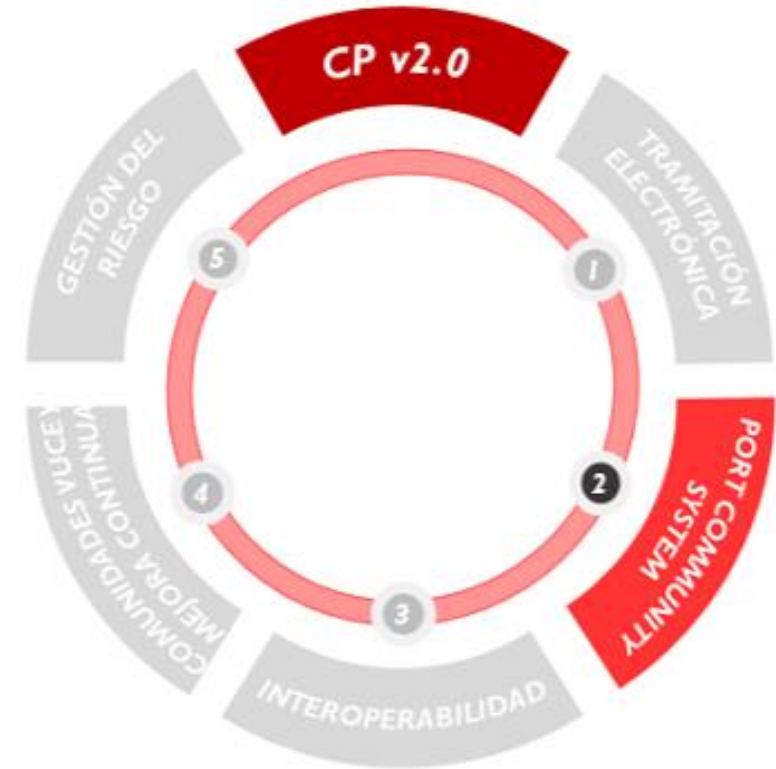 CP v2.0
TRAMITACIÓN
ELECTRÓNICA
1
PORT COMMUNITY
SYSTEM
2
INTEROPERABILIDAD
3
COMUNIDADES VUCE Y
MEJORA CONTINUA
4
GESTIÓN DEL
RIESGO
5